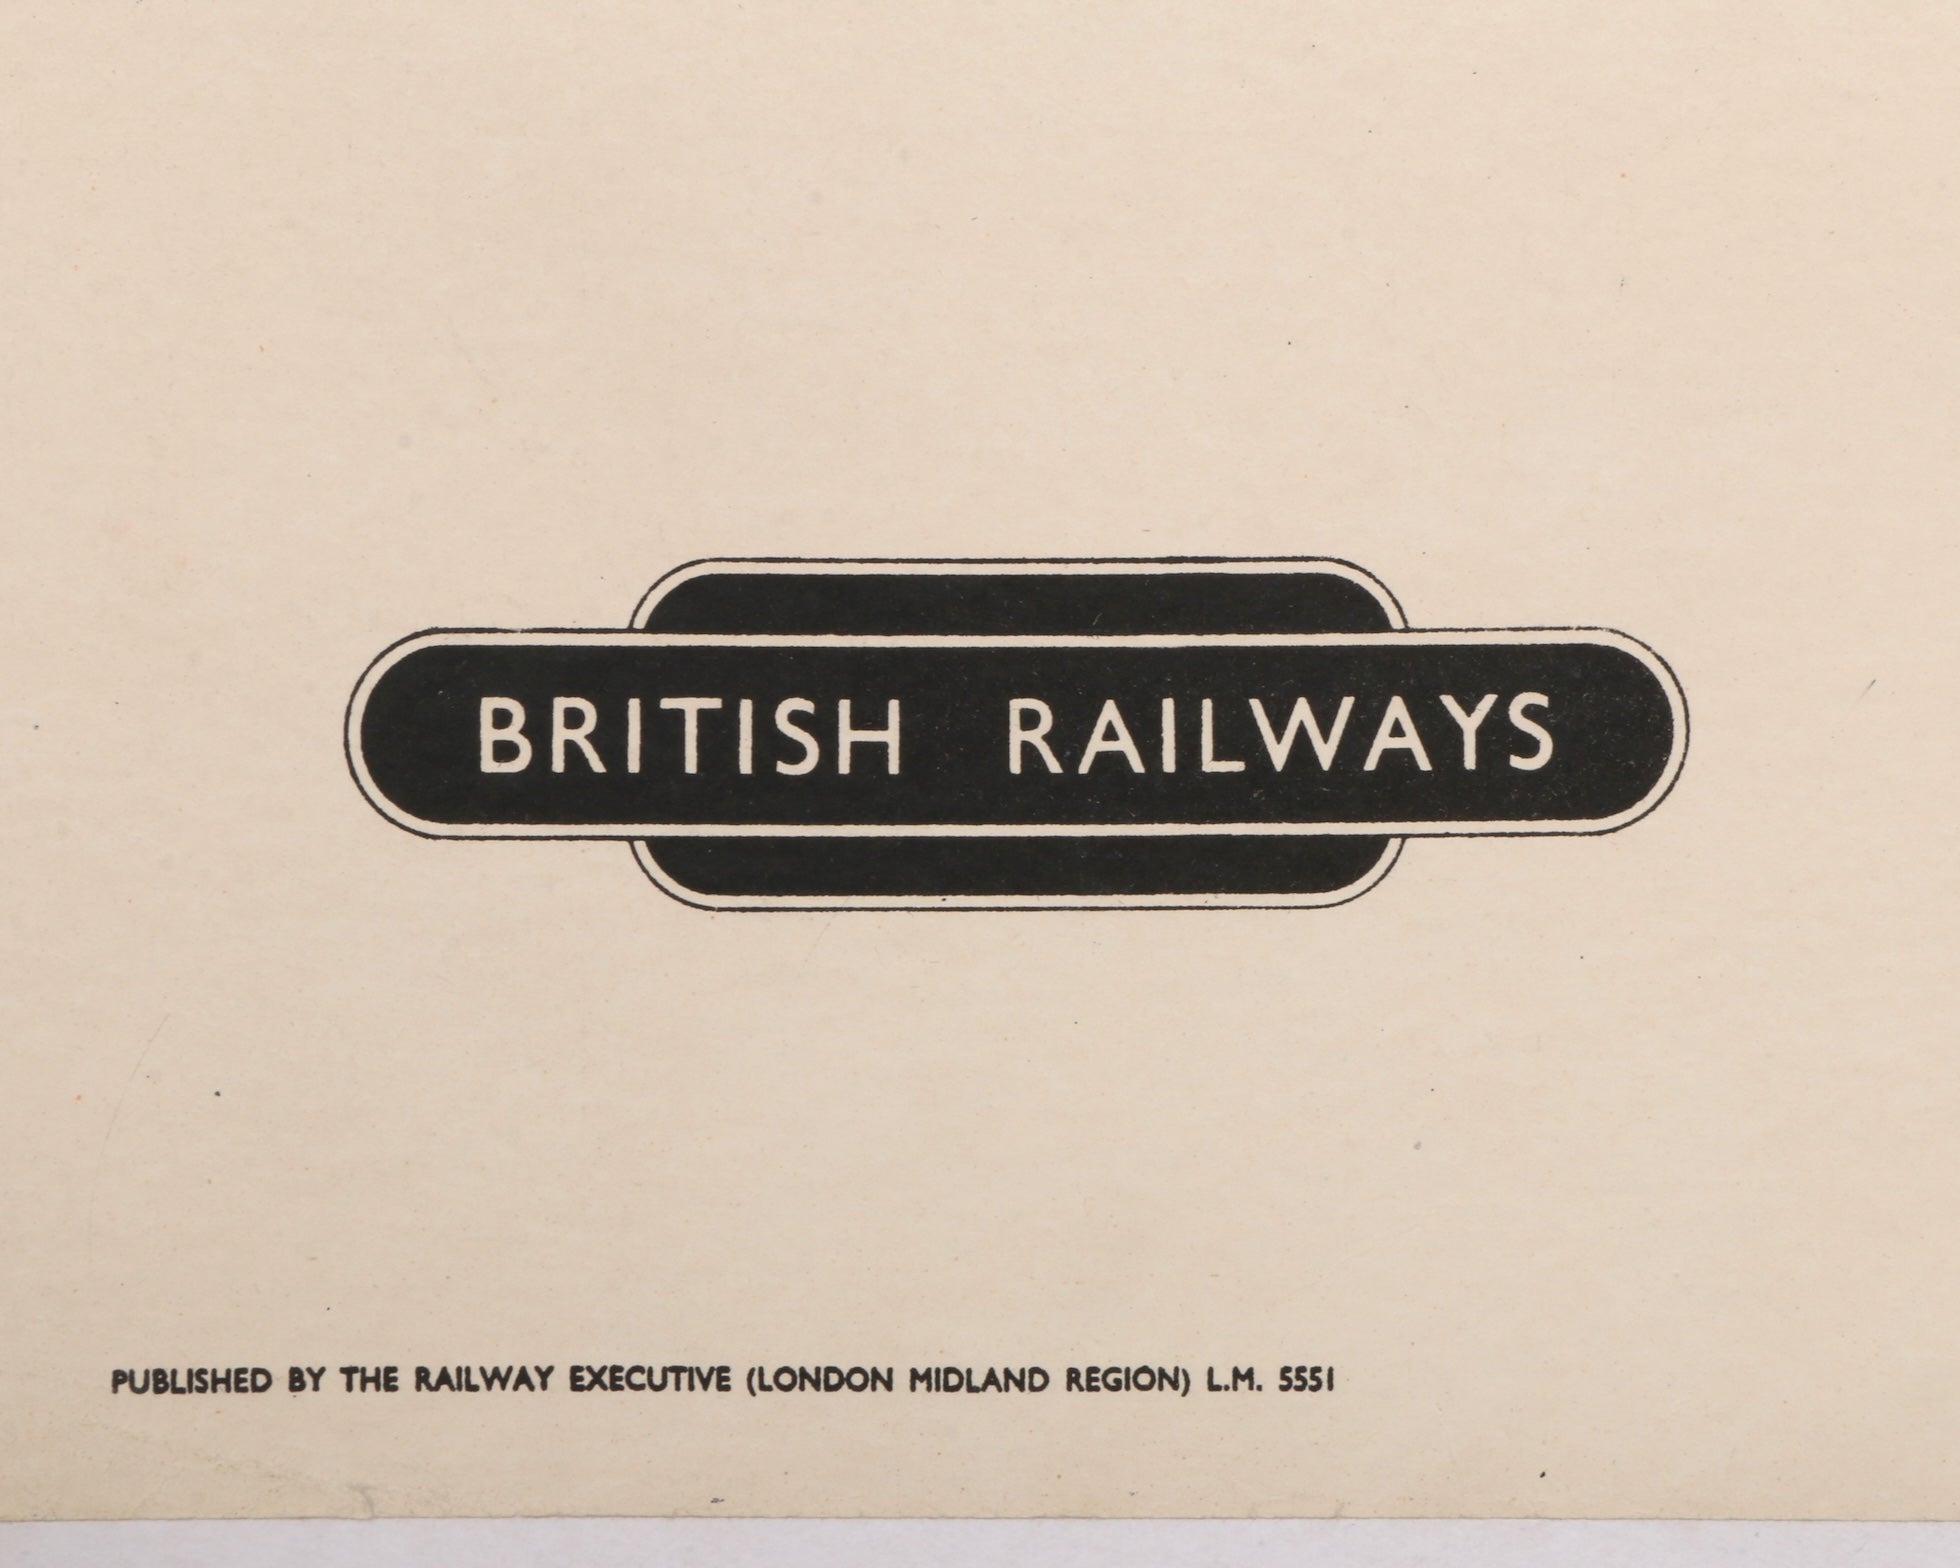 BRITISH RAILWAYS
PUBLISHED BY THE RAILWAY EXECUTIVE (LONDON MIDLAND REGION) L.M. 5551